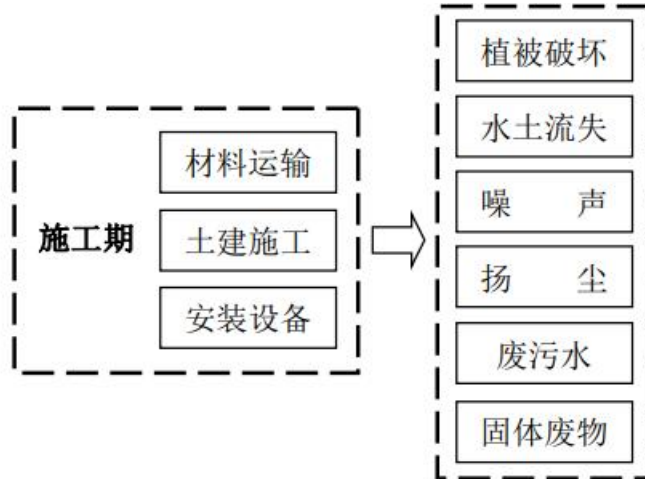 施工期
材料运输
土建施工
安装设备
植被破坏
水土流失
噪 声
扬 尘
废污水
固体废物